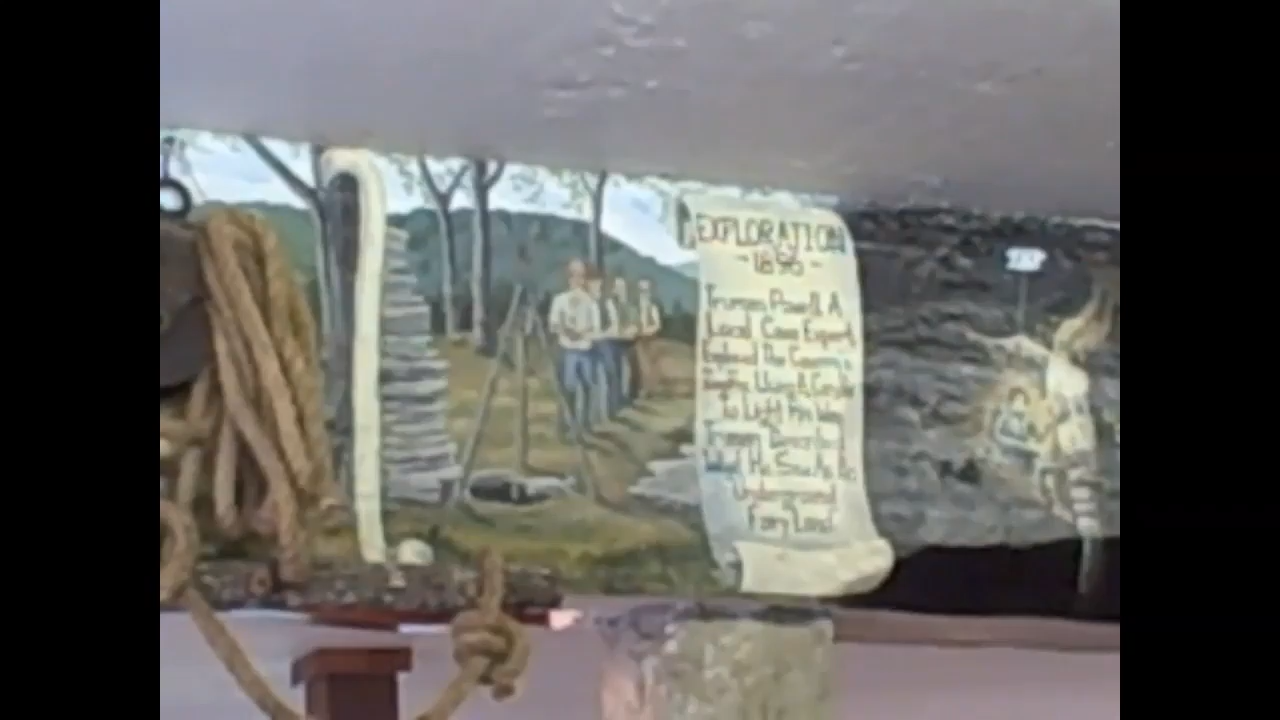 EXPLORATION
-1896-
Truman Powell, A
Local Cave Expert,
Explored The Cavern
Using A Candle
To Light His Way
Truman Described
What He Saw As An
Underground
Fairy Land